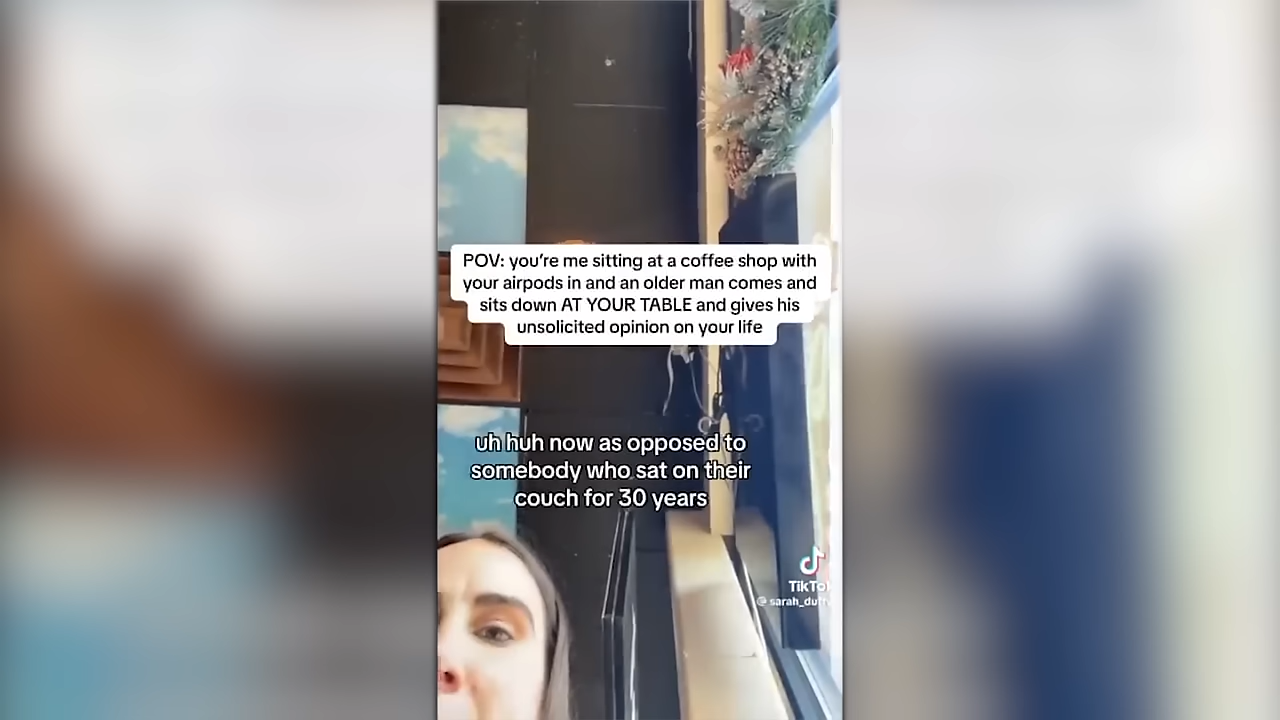 POV: you're me sitting at a coffee shop with
your airpods in and an older man comes and
sits down AT YOUR TABLE and gives his
unsolicited opinion on your life
uh huh now as opposed to
somebody who sat on their
couch for 30 years
TikTok